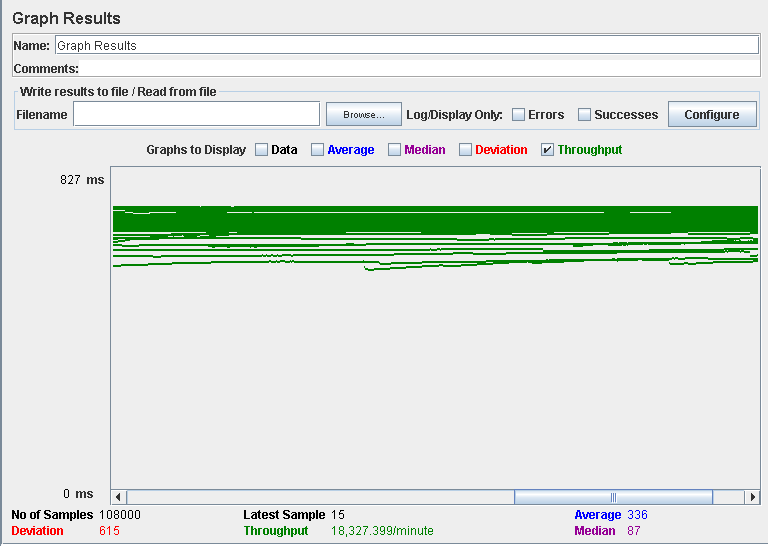 Graph Results
Name: Graph Results
Comments:
Write results to file / Read from file
Filename Browse... Log/Display Only: Errors Successes Configure
Graphs to Display Data Average Median Deviation Throughput
827 ms
0 ms
No of Samples 108000 Latest Sample 15 Average 336
Deviation 615 Throughput 18,327.399/minute Median 87